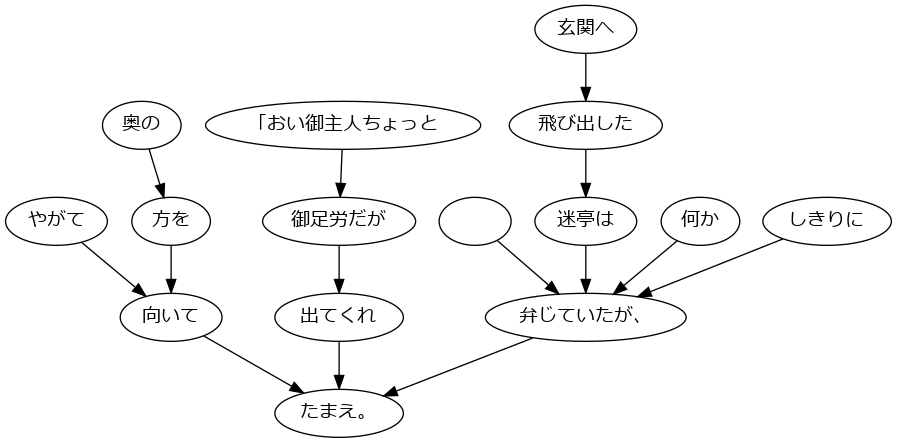 玄関へ
奥の
「おい御主人ちょっと
飛び出した
やがて
方を
御足労だが
迷亭は
何か
しきりに
向いて
出てくれ
弁じていたが、
たまえ。